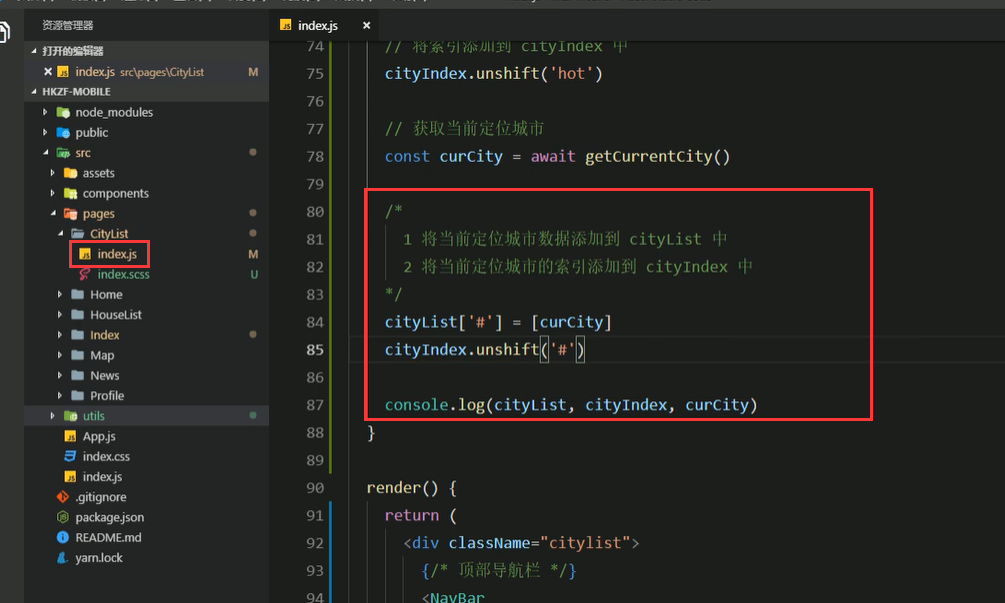 资源管理器
打开的编辑器
index.js src\pages\CityList M
HKZF-MOBILE
node_modules
public
src
assets
components
pages
CityList
index.js M
index.scss U
Home
HouseList
Index
Map
News
Profile
utils
App.js
index.css
index.js
.gitignore
package.json
README.md
yarn.lock
index.js
74 // 将索引添加到 cityIndex 中
75 cityIndex.unshift('hot')
76
77 // 获取当前定位城市
78 const curCity = await getCurrentCity()
79
80 /*
81 1 将当前定位城市数据添加到 cityList 中
82 2 将当前定位城市的索引添加到 cityIndex 中
83 */
84 cityList['#'] = [curCity]
85 cityIndex.unshift('#')
86
87 console.log(cityList, cityIndex, curCity)
88 }
89
90 render() {
91 return (
92 <div className="citylist">
93 {/* 顶部导航栏 */}
94 <NavBar